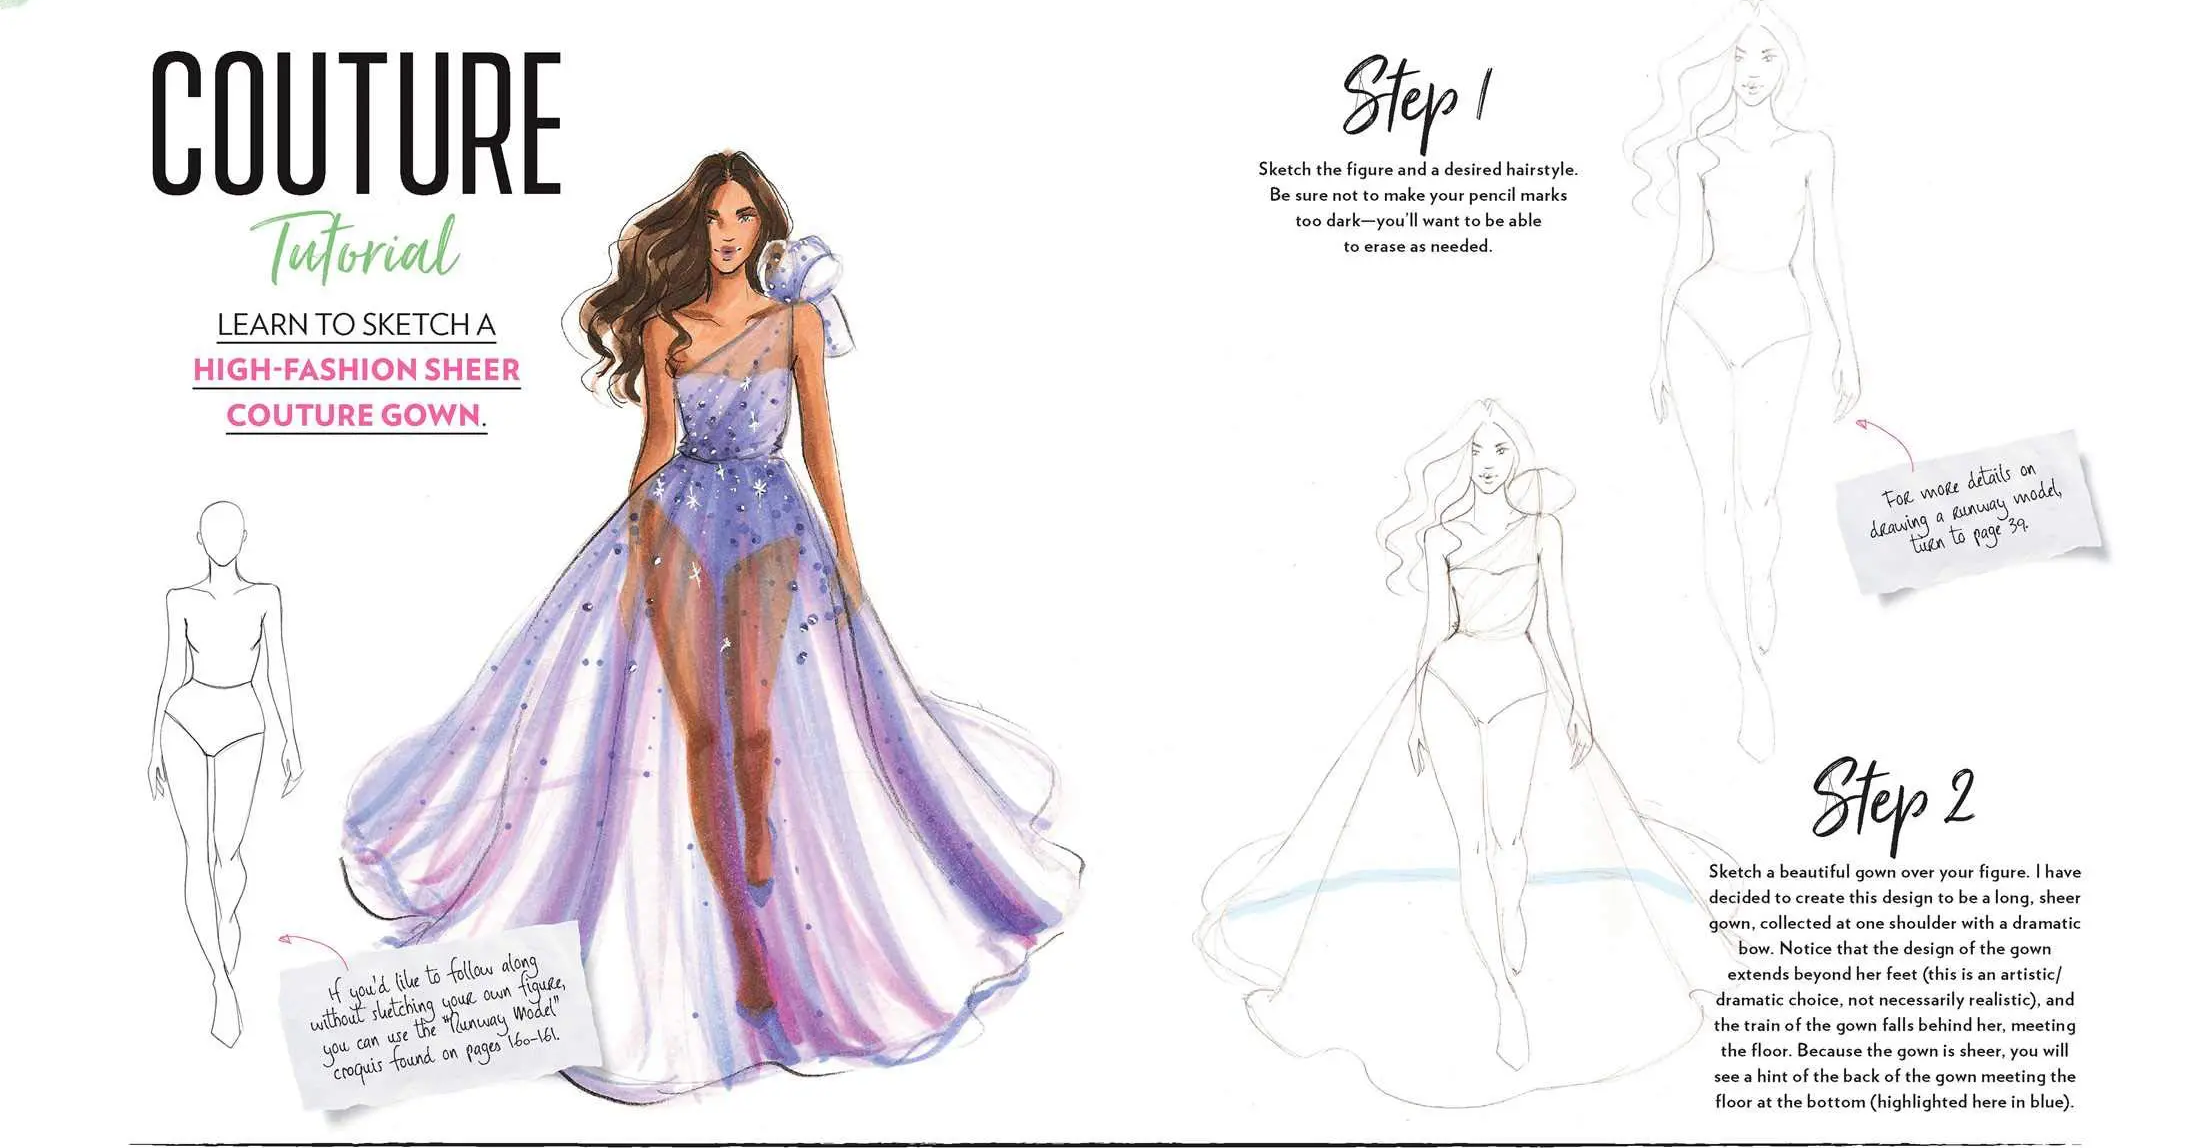 COUTURE
Tutorial
LEARN TO SKETCH A
HIGH-FASHION SHEER
COUTURE GOWN.
If you'd like to follow along
without sketching your own figure,
you can use the "Runway Model"
croquis found on pages 160-161.
Step 1
Sketch the figure and a desired hairstyle.
Be sure not to make your pencil marks
too dark—you'll want to be able
to erase as needed.
For more details on
drawing a runway model,
turn to page 39.
Step 2
Sketch a beautiful gown over your figure. I have
decided to create this design to be a long, sheer
gown, collected at one shoulder with a dramatic
bow. Notice that the design of the gown
extends beyond her feet (this is an artistic/
dramatic choice, not necessarily realistic), and
the train of the gown falls behind her, meeting
the floor. Because the gown is sheer, you will
see a hint of the back of the gown meeting the
floor at the bottom (highlighted here in blue).